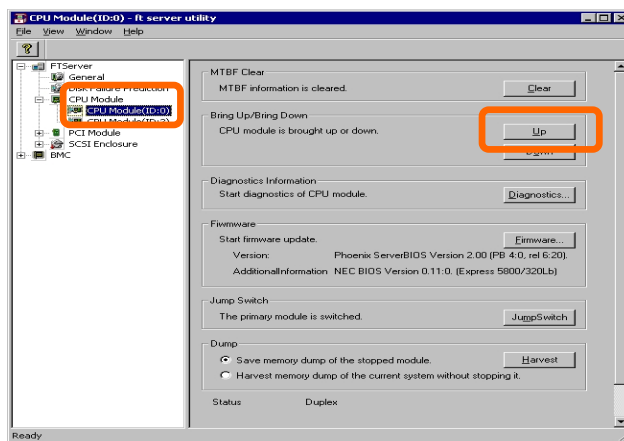 CPU Module(ID:0) - ft server utility
File View Window Help
FTServer
General
Disk Failure Prediction
CPU Module
CPU Module(ID:0)
PCI Module
SCSI Enclosure
BMC
MTBF Clear
MTBF information is cleared.
Clear
Bring Up/Bring Down
CPU module is brought up or down.
Up
Down
Diagnostics Information
Start diagnostics of CPU module.
Diagnostics...
Fiwmware
Start firmware update.
Firmware...
Version: Phoenix ServerBIOS Version 2.00 (PB 4:0, rel 6:20).
AdditionalInformation NEC BIOS Version 0.11:0. (Express 5800/320Lb)
Jump Switch
The primary module is switched.
JumpSwitch
Dump
Save memory dump of the stopped module.
Harvest
Harvest memory dump of the current system without stopping it.
Status Duplex
Ready